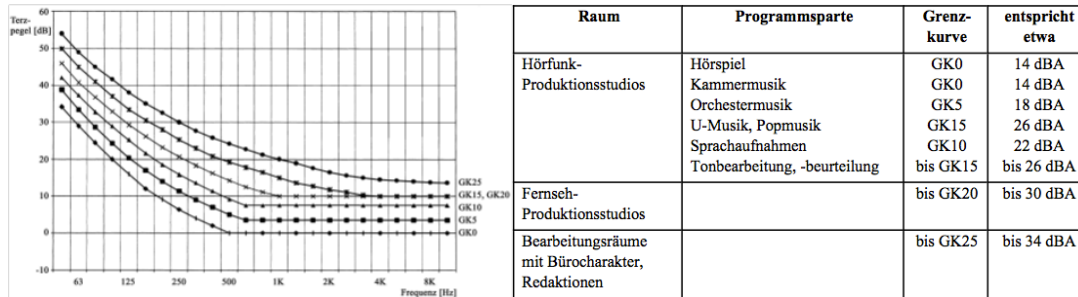 Terz-
pegel [dB]
60
50
40
30
20
10
0
-10
GK25
GK15, GK20
GK10
GK5
GK0
63 125 250 500 1K 2K 4K 8K
Frequenz [Hz]
Raum Programmsparte Grenz-kurve entspricht etwa
Hörfunk- Hörspiel GK0 14 dBA
Produktionsstudios Kammermusik GK0 14 dBA
Orchestermusik GK5 18 dBA
U-Musik, Popmusik GK15 26 dBA
Sprachaufnahmen GK10 22 dBA
Tonbearbeitung, -beurteilung bis GK15 bis 26 dBA
Fernseh- bis GK20 bis 30 dBA
Produktionsstudios
Bearbeitungsräume bis GK25 bis 34 dBA
mit Bürocharakter,
Redaktionen